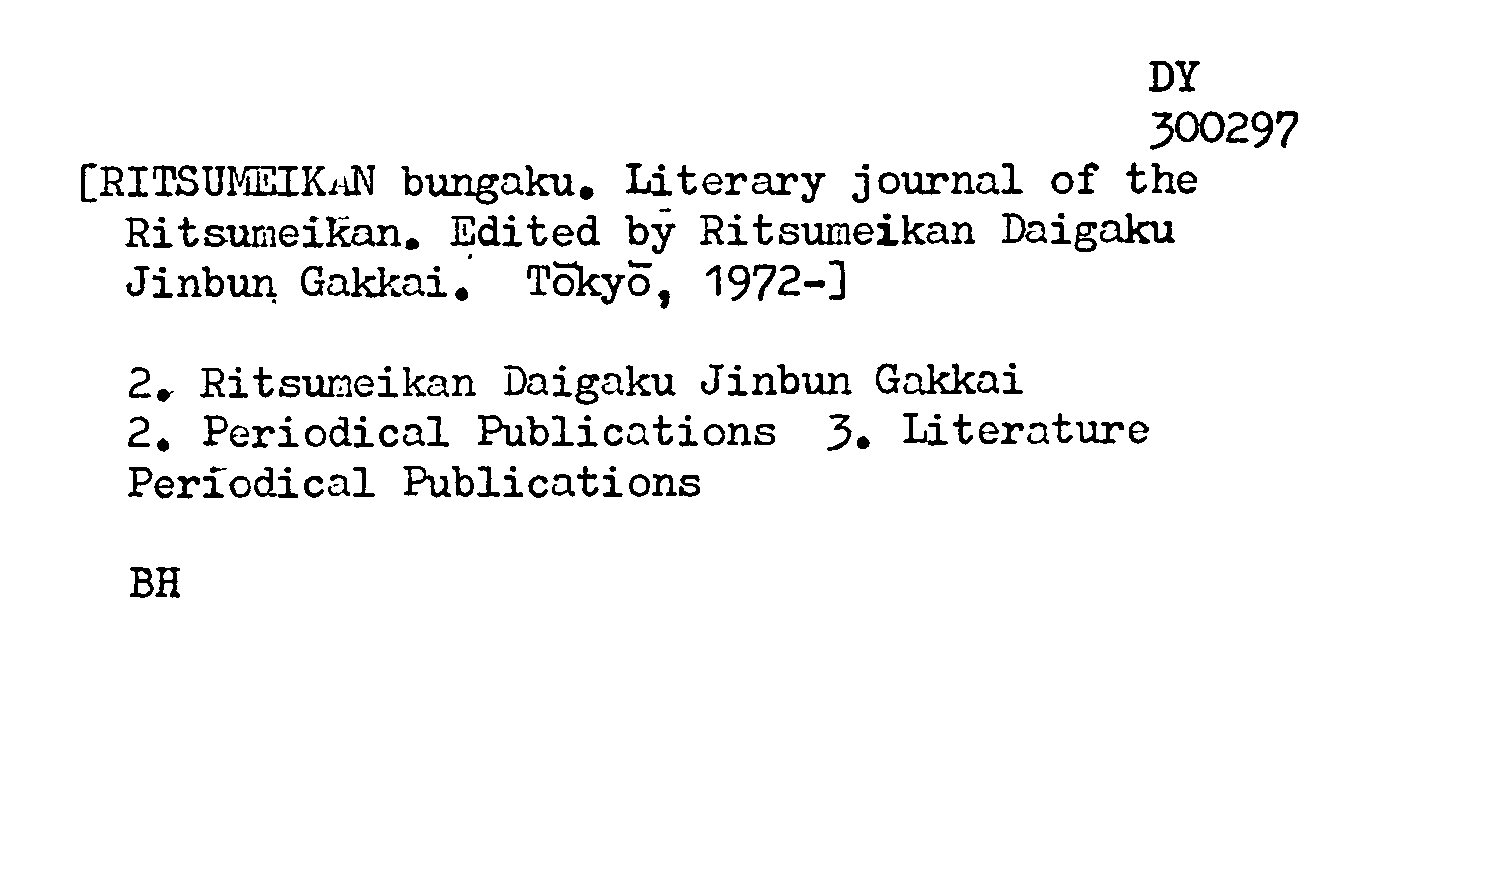 DY
300297
[RITSUMEIKAN bungaku. Literary journal of the
Ritsumeikan. Edited by Ritsumeikan Daigaku
Jinbun Gakkai. Tōkyō, 1972-]
2. Ritsumeikan Daigaku Jinbun Gakkai
2. Periodical Publications 3. Literature
Periodical Publications
BH